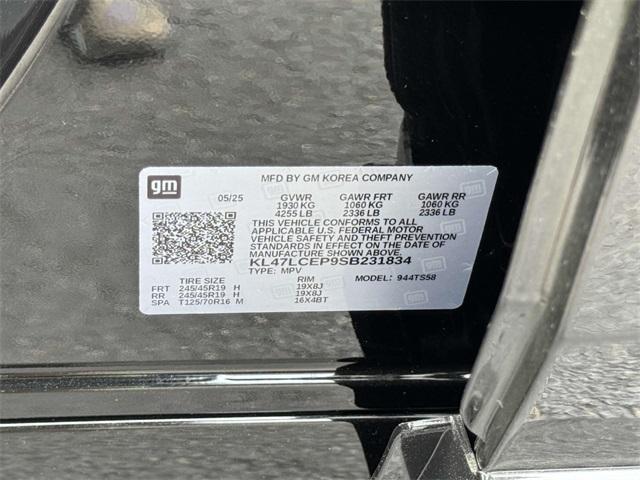 gm
MFD BY GM KOREA COMPANY
05/25 GVWR GAWR FRT GAWR RR
1930 KG 1060 KG 1060 KG
4255 LB 2336 LB 2336 LB
THIS VEHICLE CONFORMS TO ALL
APPLICABLE U.S. FEDERAL MOTOR
VEHICLE SAFETY AND BUMPER
STANDARDS IN EFFECT ON THE DATE OF
MANUFACTURE SHOWN ABOVE.
KL47LCEP9SB231834
TYPE: MPV MODEL: 944TS58
TIRE SIZE RIM
FRT 245/45R19 H 19X8J
RR 245/45R19 H 19X8J
SPA T125/70R16 M 16X4BT